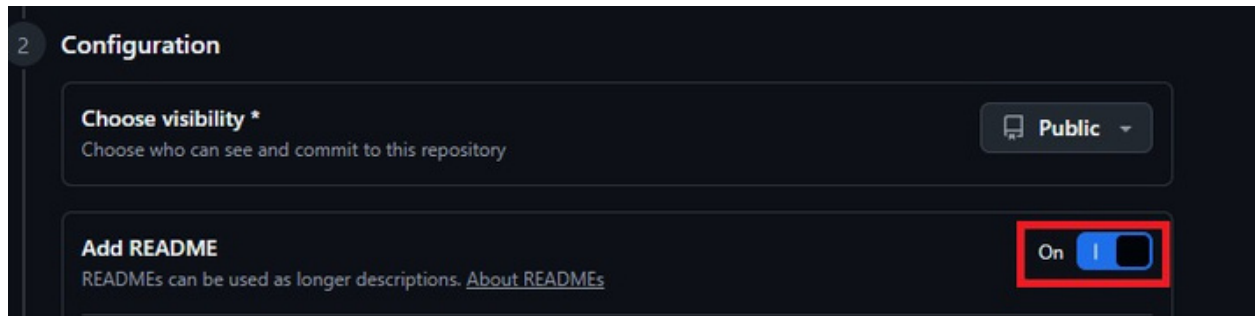 2
Configuration
Choose visibility *
Choose who can see and commit to this repository
Public
Add README
READMEs can be used as longer descriptions. About READMEs
On